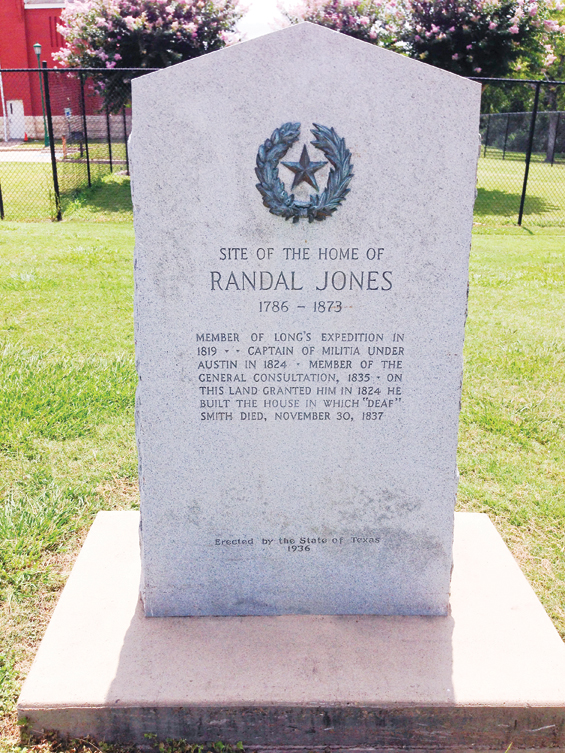 SITE OF THE HOME OF
RANDAL JONES
1786 – 1873
MEMBER OF LONG'S EXPEDITION IN
1819 - - CAPTAIN OF MILITIA UNDER
AUSTIN IN 1824 - MEMBER OF THE
GENERAL CONSULTATION, 1835 - ON
THIS LAND GRANTED HIM IN 1824 HE
BUILT THE HOUSE IN WHICH "DEAF"
SMITH DIED, NOVEMBER 30, 1837
Erected by the State of Texas
1936